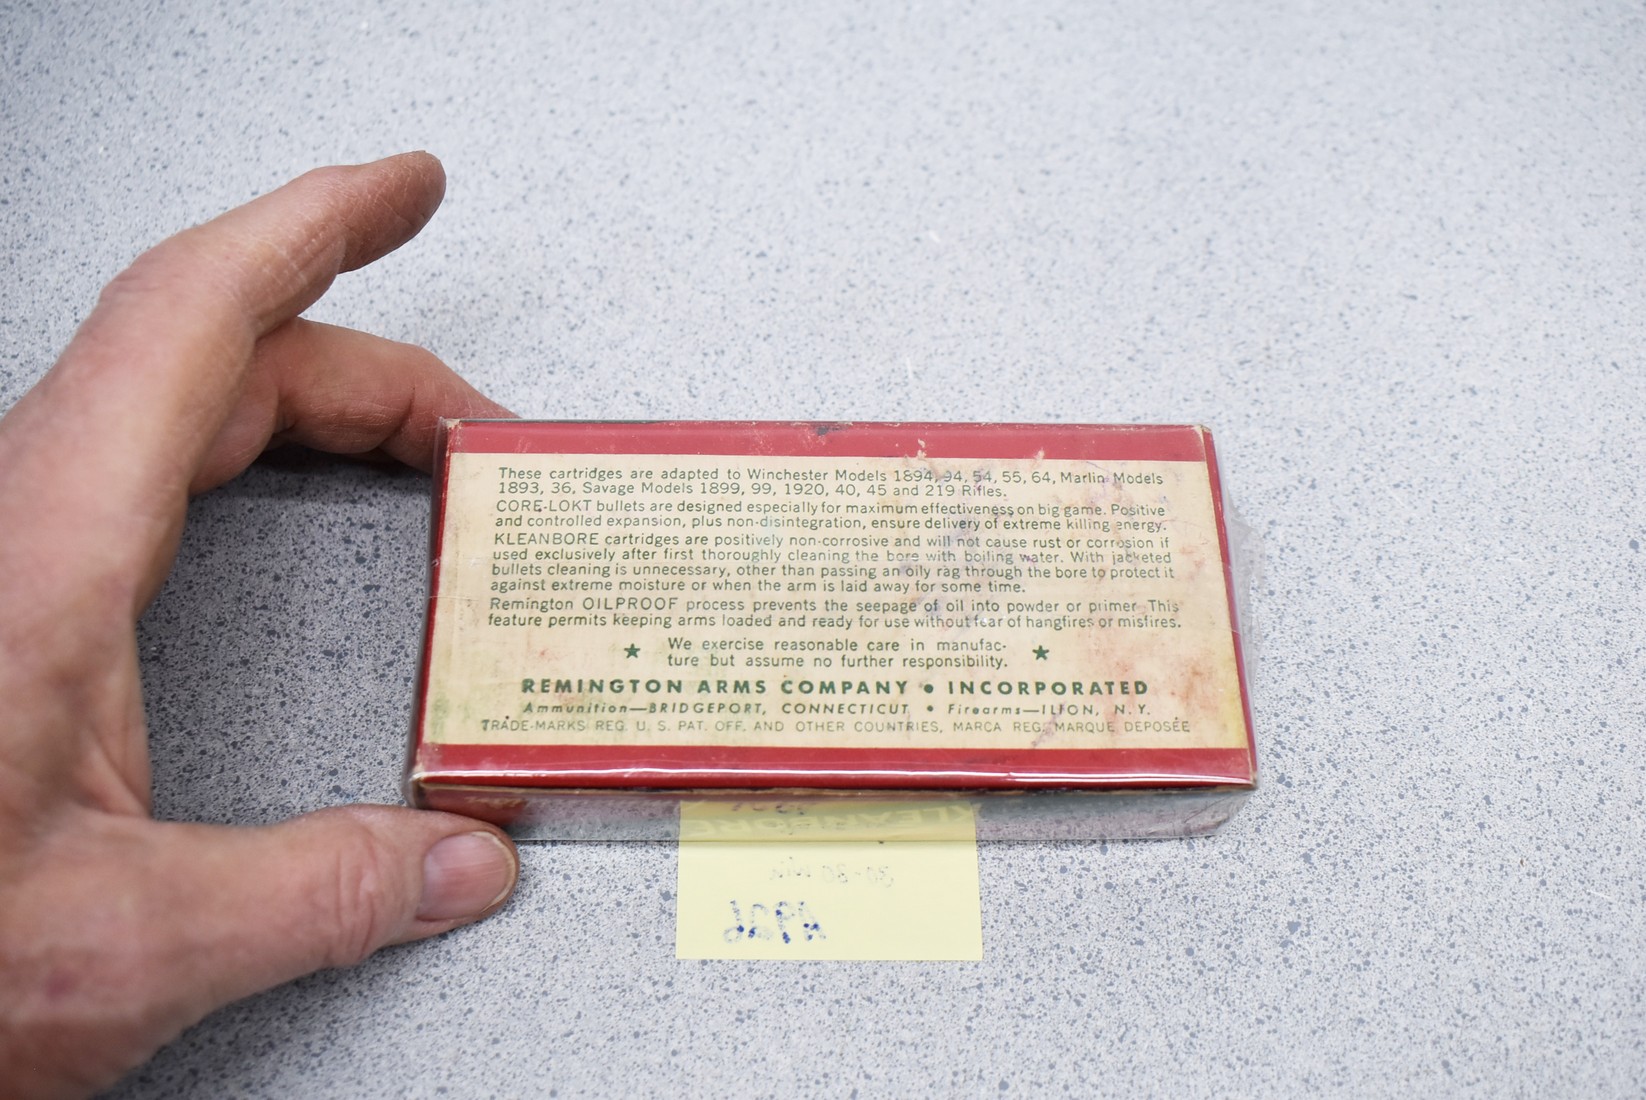 These cartridges are adapted to Winchester Models 1894, 94, 54, 55, 64, Marlin Models
1893, 36, Savage Models 1899, 99, 1920, 40, 45 and 219 Rifles.
CORE-LOKT bullets are designed especially for maximum effectiveness on big game. Positive
and controlled expansion, plus non-disintegration, ensure delivery of extreme killing energy.
KLEANBORE cartridges are positively non-corrosive and will not cause rust or corrosion if
used exclusively after first thoroughly cleaning the bore with boiling water. With jacketed
bullets cleaning is unnecessary, other than passing an oily rag through the bore to protect it
against extreme moisture or when the arm is laid away for some time.
Remington OILPROOF process prevents the seepage of oil into powder or primer. This
feature permits keeping arms loaded and ready for use without fear of hangfires or misfires.
★ We exercise reasonable care in manufac- ★
ture but assume no further responsibility.
REMINGTON ARMS COMPANY • INCORPORATED
Ammunition—BRIDGEPORT, CONNECTICUT • Firearms—ILION, N.Y.
TRADE-MARKS REG. U. S. PAT. OFF. AND OTHER COUNTRIES, MARCA REG. MARQUE DEPOSÉE